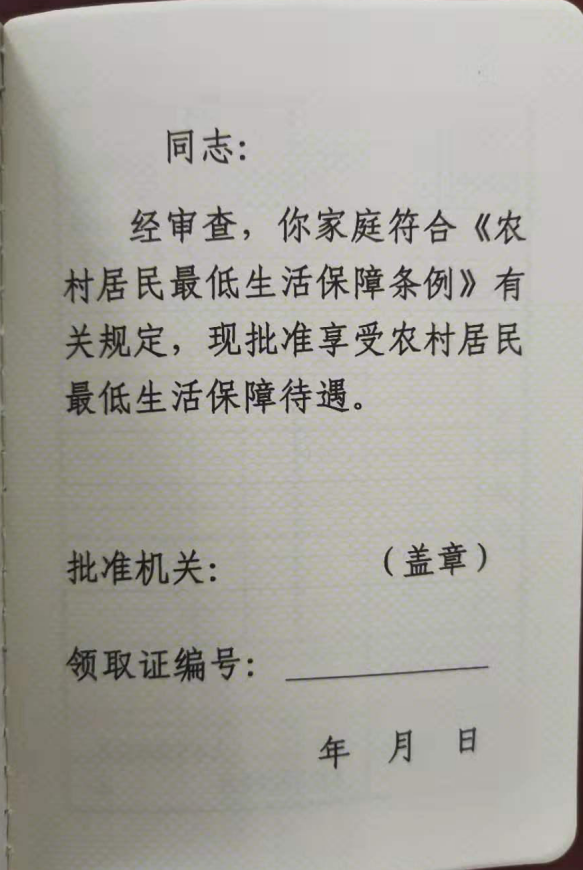 同志：
经审查，你家庭符合《农
村居民最低生活保障条例》有
关规定，现批准享受农村居民
最低生活保障待遇。
批准机关： （盖章）
领取证编号：
年 月 日